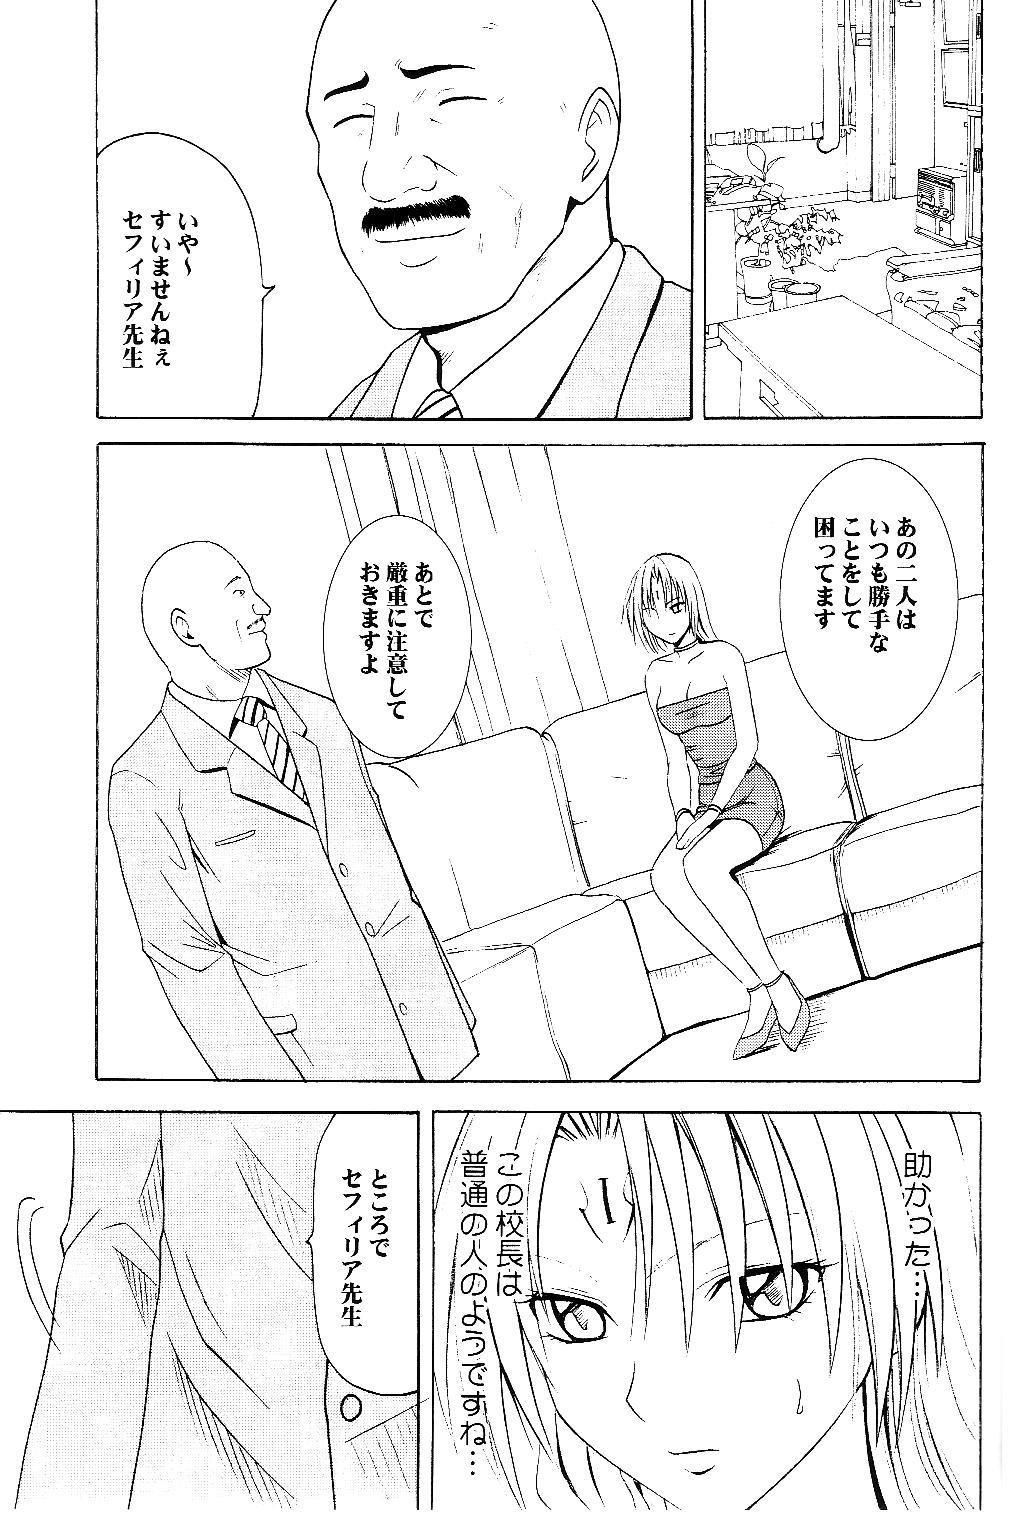 いや～
すいませんねぇ
セフィリア先生
あの二人は
いつも勝手な
ことをして
困ってます
あとで
厳重に注意して
おきますよ
助かった…
この校長は
普通の人のようですね…
I
ところで
セフィリア先生